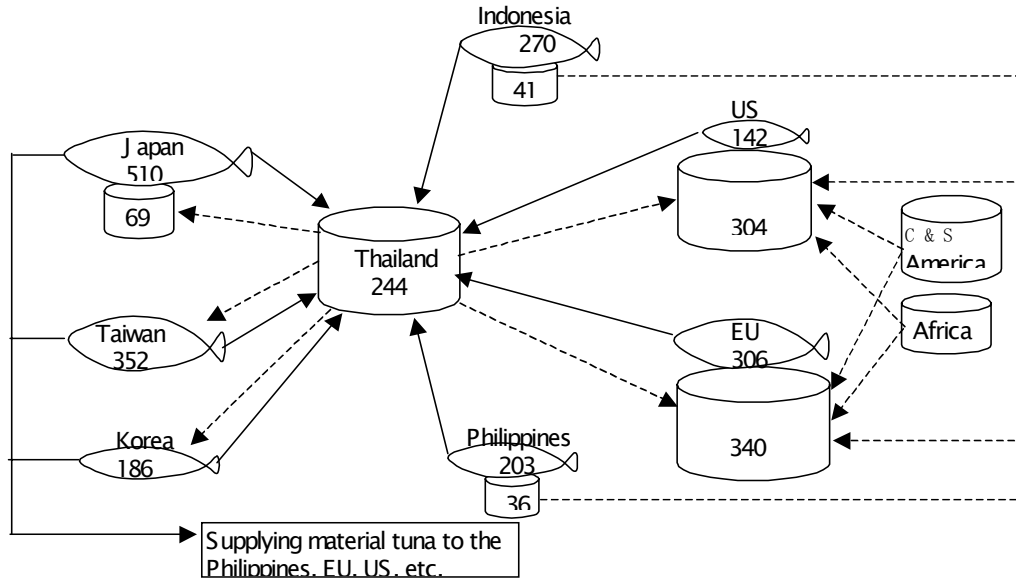 Indonesia
270
41
US
142
304
Japan
510
69
C & S
America
Thailand
244
Africa
Taiwan
352
EU
306
340
Korea
186
Philippines
203
36
Supplying material tuna to the
Philippines, EU, US, etc.